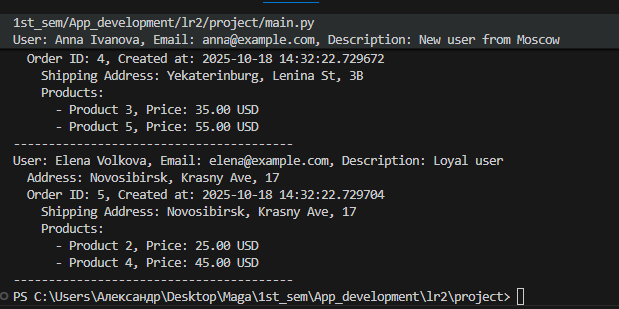 1st_sem/App_development/lr2/project/main.py
User: Anna Ivanova, Email: anna@example.com, Description: New user from Moscow
Order ID: 4, Created at: 2025-10-18 14:32:22.729672
Shipping Address: Yekaterinburg, Lenina St, 3B
Products:
- Product 3, Price: 35.00 USD
- Product 5, Price: 55.00 USD
----------------------------------------
User: Elena Volkova, Email: elena@example.com, Description: Loyal user
Address: Novosibirsk, Krasny Ave, 17
Order ID: 5, Created at: 2025-10-18 14:32:22.729704
Shipping Address: Novosibirsk, Krasny Ave, 17
Products:
- Product 2, Price: 25.00 USD
- Product 4, Price: 45.00 USD
----------------------------------------
PS C:\Users\Александр\Desktop\Maga\1st_sem\App_development\lr2\project>